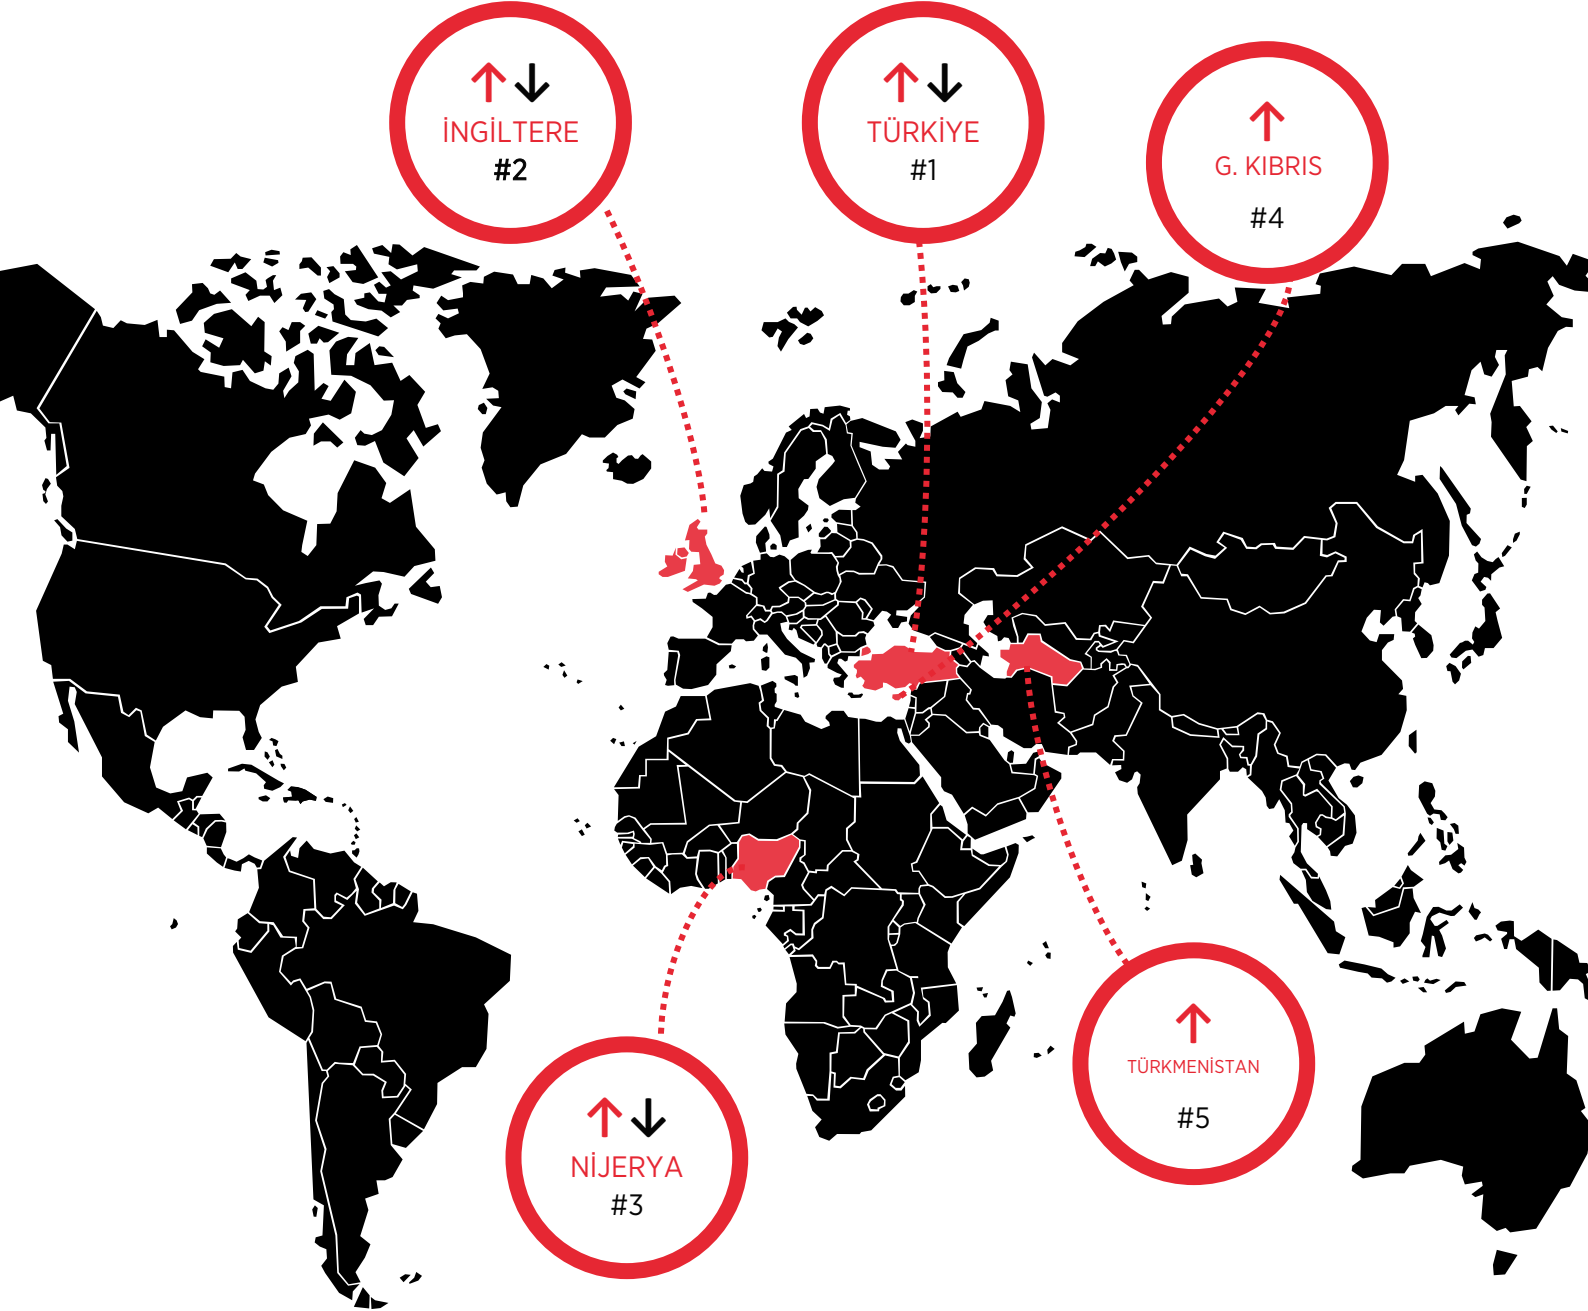 İNGİLTERE
#2
TÜRKİYE
#1
G. KIBRIS
#4
TÜRKMENİSTAN
#5
NİJERYA
#3